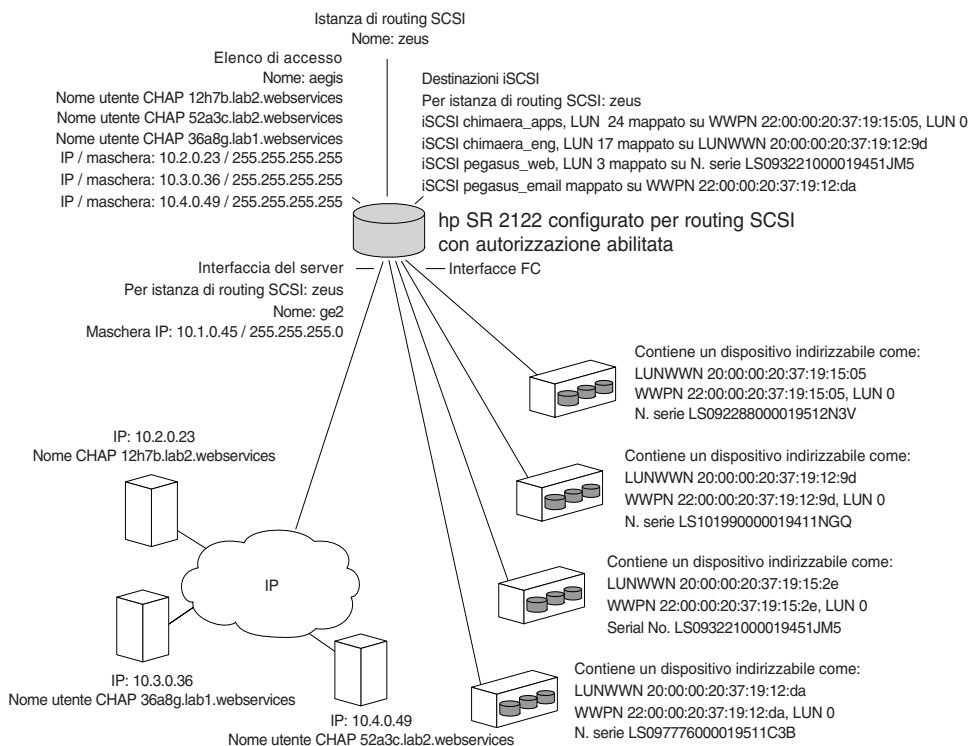 Istanza di routing SCSI
Nome: zeus
Elenco di accesso
Nome: aegis
Nome utente CHAP 12h7b.lab2.webservices
Nome utente CHAP 52a3c.lab2.webservices
Nome utente CHAP 36a8g.lab1.webservices
IP / maschera: 10.2.0.23 / 255.255.255.255
IP / maschera: 10.3.0.36 / 255.255.255.255
IP / maschera: 10.4.0.49 / 255.255.255.255
Destinazioni iSCSI
Per istanza di routing SCSI: zeus
iSCSI chimaera_apps, LUN 24 mappato su WWPN 22:00:00:20:37:19:15:05, LUN 0
iSCSI chimaera_eng, LUN 17 mappato su LUNWWN 20:00:00:20:37:19:12:9d
iSCSI pegasus_web, LUN 3 mappato su N. serie LS093221000019451JM5
iSCSI pegasus_email mappato su WWPN 22:00:00:20:37:19:12:da
hp SR 2122 configurato per routing SCSI
con autorizzazione abilitata
Interfaccia del server
Per istanza di routing SCSI: zeus
Nome: ge2
Maschera IP: 10.1.0.45 / 255.255.255.0
Interfacce FC
Contiene un dispositivo indirizzabile come:
LUNWWN 20:00:00:20:37:19:15:05
WWPN 22:00:00:20:37:19:15:05, LUN 0
N. serie LS092288000019512N3V
Contiene un dispositivo indirizzabile come:
LUNWWN 20:00:00:20:37:19:12:9d
WWPN 22:00:00:20:37:19:12:9d, LUN 0
N. serie LS101990000019411NGQ
Contiene un dispositivo indirizzabile come:
LUNWWN 20:00:00:20:37:19:15:2e
WWPN 22:00:00:20:37:19:15:2e, LUN 0
Serial No. LS093221000019451JM5
Contiene un dispositivo indirizzabile come:
LUNWWN 20:00:00:20:37:19:12:da
WWPN 22:00:00:20:37:19:12:da, LUN 0
N. serie LS097776000019511C3B
IP: 10.2.0.23
Nome CHAP 12h7b.lab2.webservices
IP
IP: 10.3.0.36
Nome utente CHAP 36a8g.lab1.webservices
IP: 10.4.0.49
Nome utente CHAP 52a3c.lab2.webservices